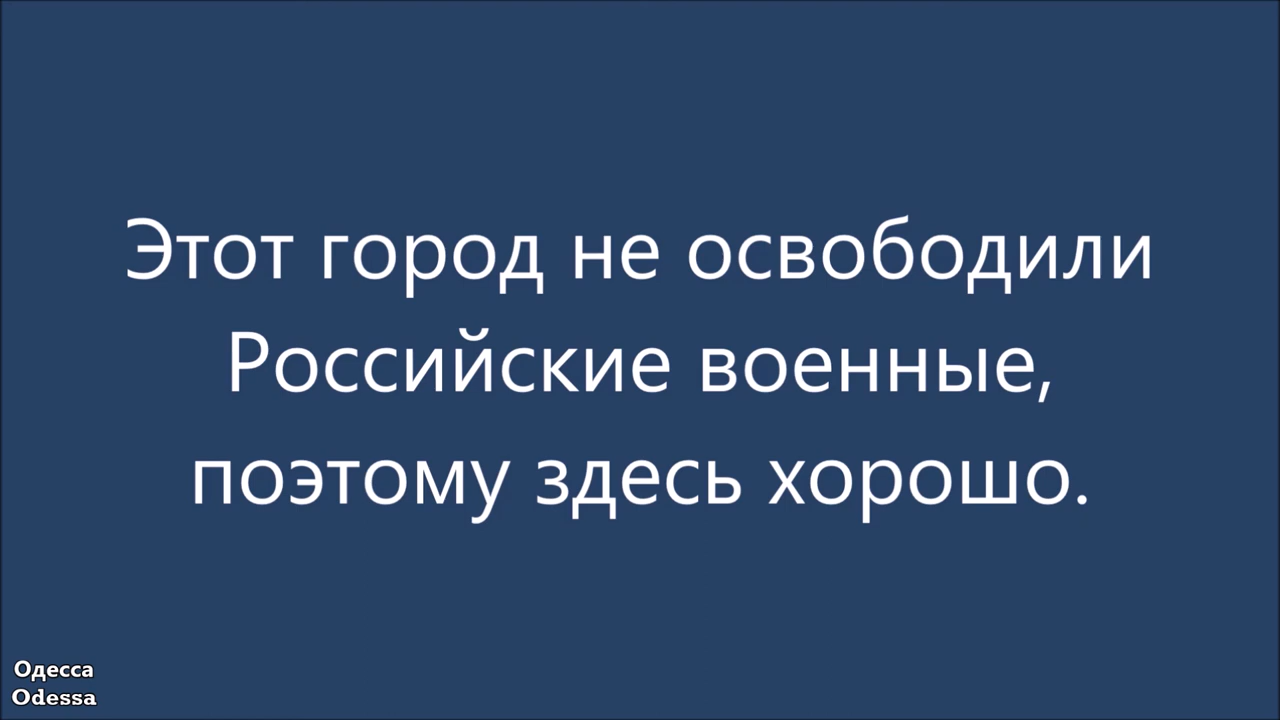 Этот город не освободили
Российские военные,
поэтому здесь хорошо.
Одесса
Odessa